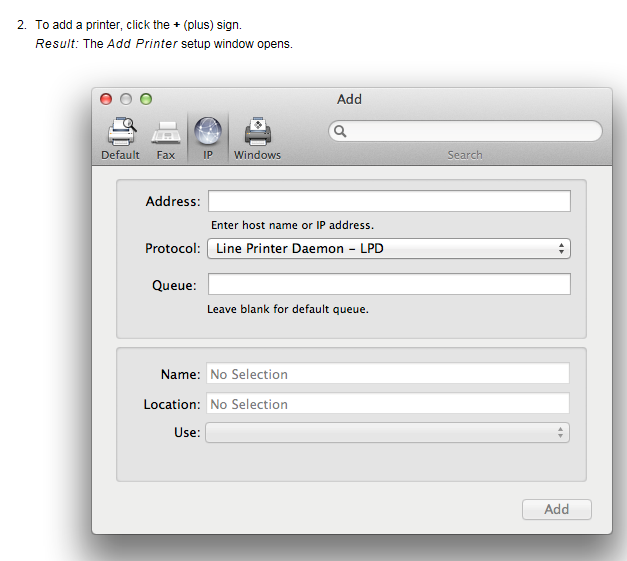 2. To add a printer, click the + (plus) sign.
Result: The Add Printer setup window opens.
Add
Default Fax IP Windows
Search
Address:
Enter host name or IP address.
Protocol: Line Printer Daemon – LPD
Queue:
Leave blank for default queue.
Name: No Selection
Location: No Selection
Use:
Add